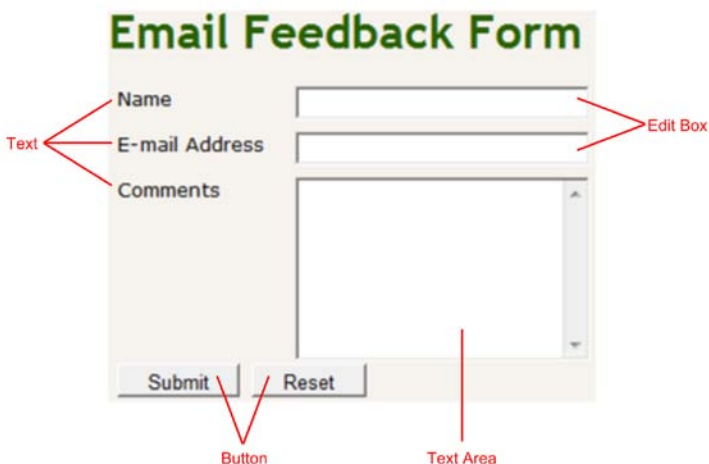 Email Feedback Form
Name
Edit Box
Text
E-mail Address
Comments
Submit
Reset
Button
Text Area